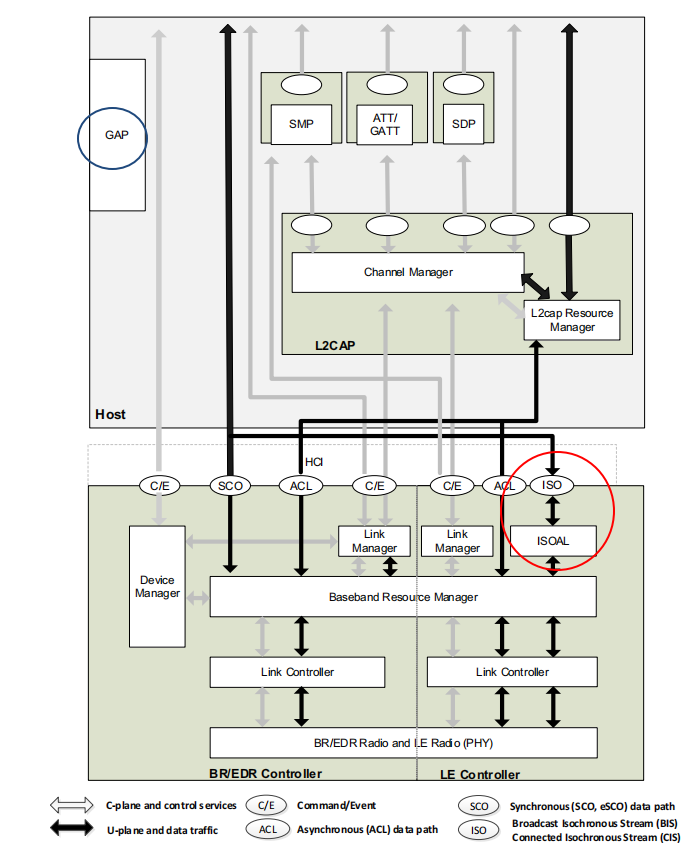 GAP
SMP
ATT/
GATT
SDP
Channel Manager
L2cap Resource
Manager
L2CAP
Host
HCI
C/E
SCO
ACL
C/E
C/E
ACL
ISO
Link
Manager
Link
Manager
ISOAL
Device
Manager
Baseband Resource Manager
Link Controller
Link Controller
BR/EDR Radio and LE Radio (PHY)
BR/EDR Controller
LE Controller
C-plane and control services
C/E
Command/Event
SCO
Synchronous (SCO, eSCO) data path
U-plane and data traffic
ACL
Asynchronous (ACL) data path
ISO
Broadcast Isochronous Stream (BIS)
Connected Isochronous Stream (CIS)